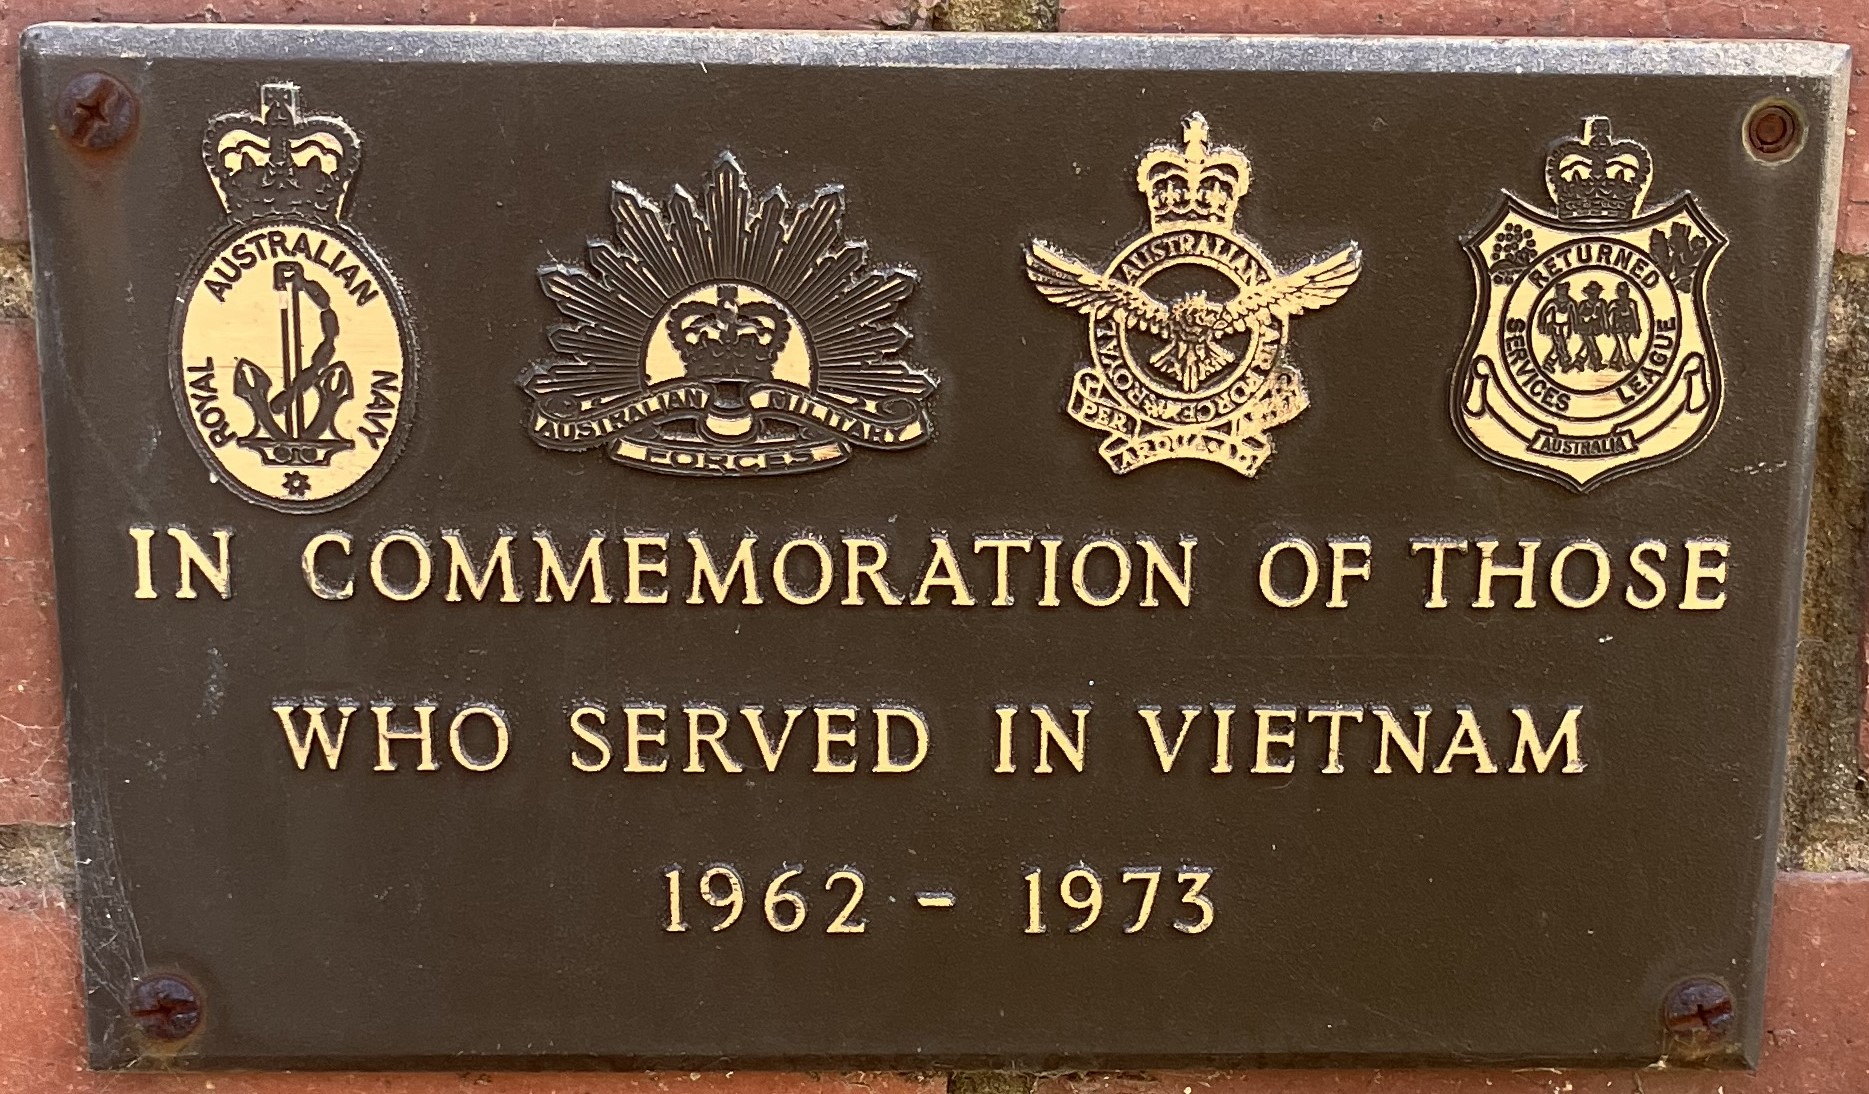 ROYAL AUSTRALIAN NAVY
AUSTRALIAN MILITARY
FORCES
ROYAL AUSTRALIAN AIR FORCE
PER ARDUA AD
RETURNED
SERVICES LEAGUE
AUSTRALIA
IN COMMEMORATION OF THOSE
WHO SERVED IN VIETNAM
1962 - 1973